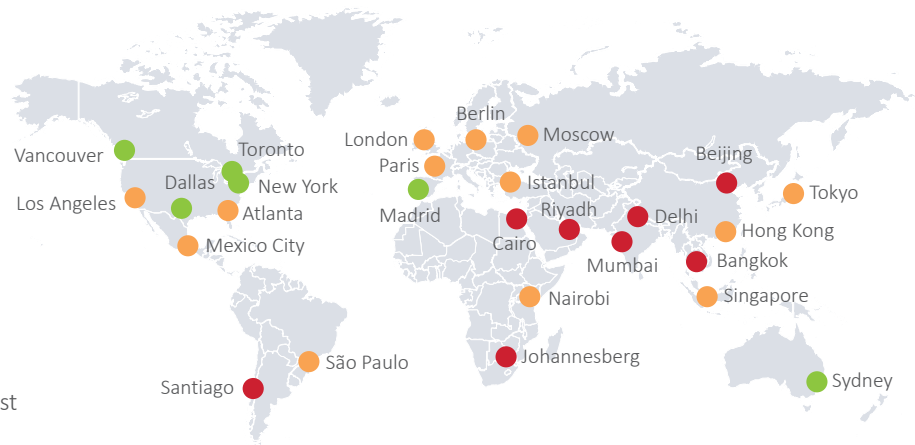 Berlin
London
Moscow
Toronto
Beijing
Vancouver
Paris
Dallas
New York
Istanbul
Tokyo
Los Angeles
Atlanta
Madrid
Riyadh
Delhi
Hong Kong
Mexico City
Cairo
Mumbai
Bangkok
Nairobi
Singapore
São Paulo
Johannesberg
Santiago
Sydney
st